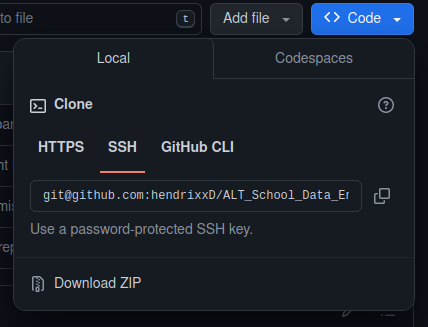 to file
t
Add file
Code
Local
Codespaces
Clone
HTTPS
SSH
GitHub CLI
git@github.com:hendrixxD/ALT_School_Data_Er
Use a password-protected SSH key.
Download ZIP